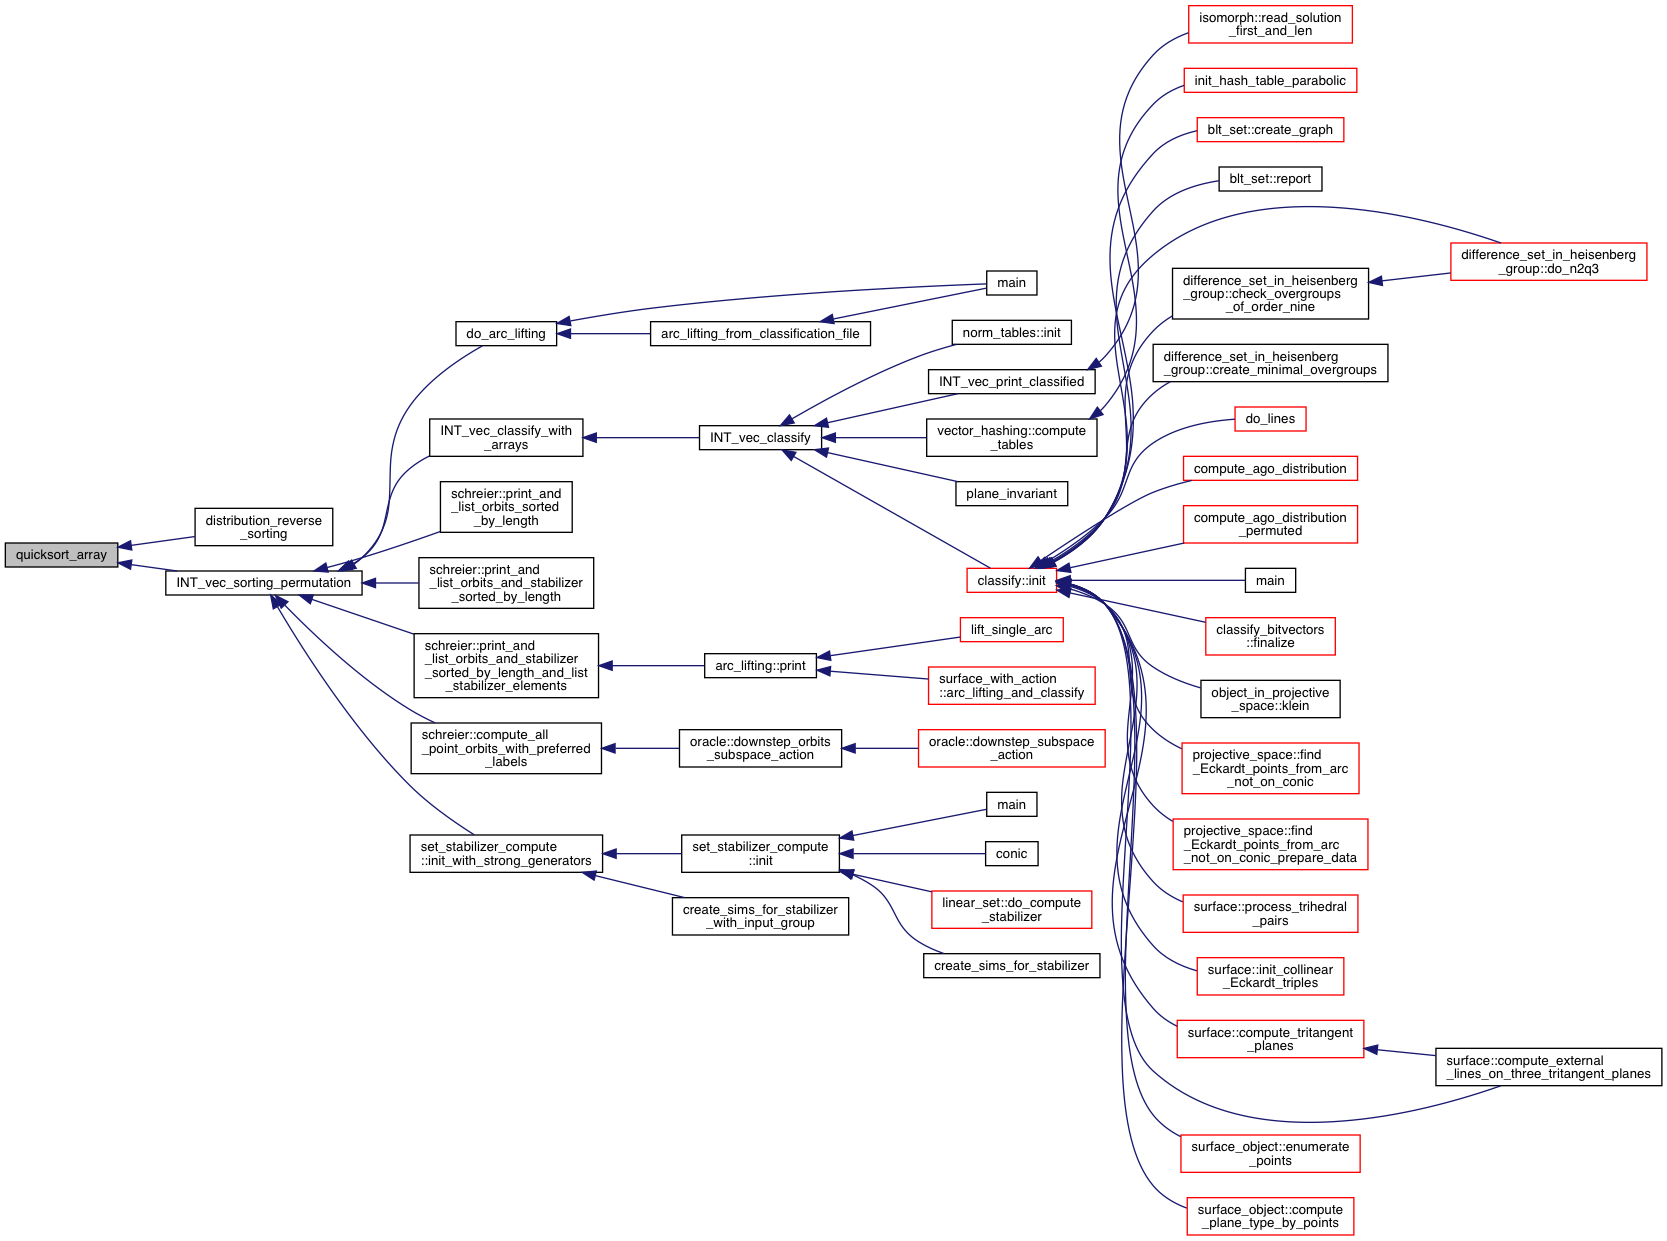 quicksort_array
distribution_reverse
_sorting
INT_vec_sorting_permutation
do_arc_lifting
INT_vec_classify_with
_arrays
schreier::print_and
_list_orbits_sorted
_by_length
schreier::print_and
_list_orbits_and_stabilizer
_sorted_by_length
schreier::print_and
_list_orbits_and_stabilizer
_sorted_by_length_and_list
_stabilizer_elements
schreier::compute_all
_point_orbits_with_preferred
_labels
set_stabilizer_compute
::init_with_strong_generators
arc_lifting_from_classification_file
INT_vec_classify
arc_lifting::print
oracle::downstep_orbits
_subspace_action
set_stabilizer_compute
::init
create_sims_for_stabilizer
_with_input_group
main
norm_tables::init
INT_vec_print_classified
vector_hashing::compute
_tables
plane_invariant
classify::init
lift_single_arc
surface_with_action
::arc_lifting_and_classify
oracle::downstep_subspace
_action
main
conic
linear_set::do_compute
_stabilizer
create_sims_for_stabilizer
isomorph::read_solution
_first_and_len
init_hash_table_parabolic
blt_set::create_graph
blt_set::report
difference_set_in_heisenberg
_group::check_overgroups
_of_order_nine
difference_set_in_heisenberg
_group::create_minimal_overgroups
do_lines
compute_ago_distribution
compute_ago_distribution
_permuted
main
classify_bitvectors
::finalize
object_in_projective
_space::klein
projective_space::find
_Eckardt_points_from_arc
_not_on_conic
projective_space::find
_Eckardt_points_from_arc
_not_on_conic_prepare_data
surface::process_trihedral
_pairs
surface::init_collinear
_Eckardt_triples
surface::compute_tritangent
_planes
surface_object::enumerate
_points
surface_object::compute
_plane_type_by_points
difference_set_in_heisenberg
_group::do_n2q3
surface::compute_external
_lines_on_three_tritangent_planes